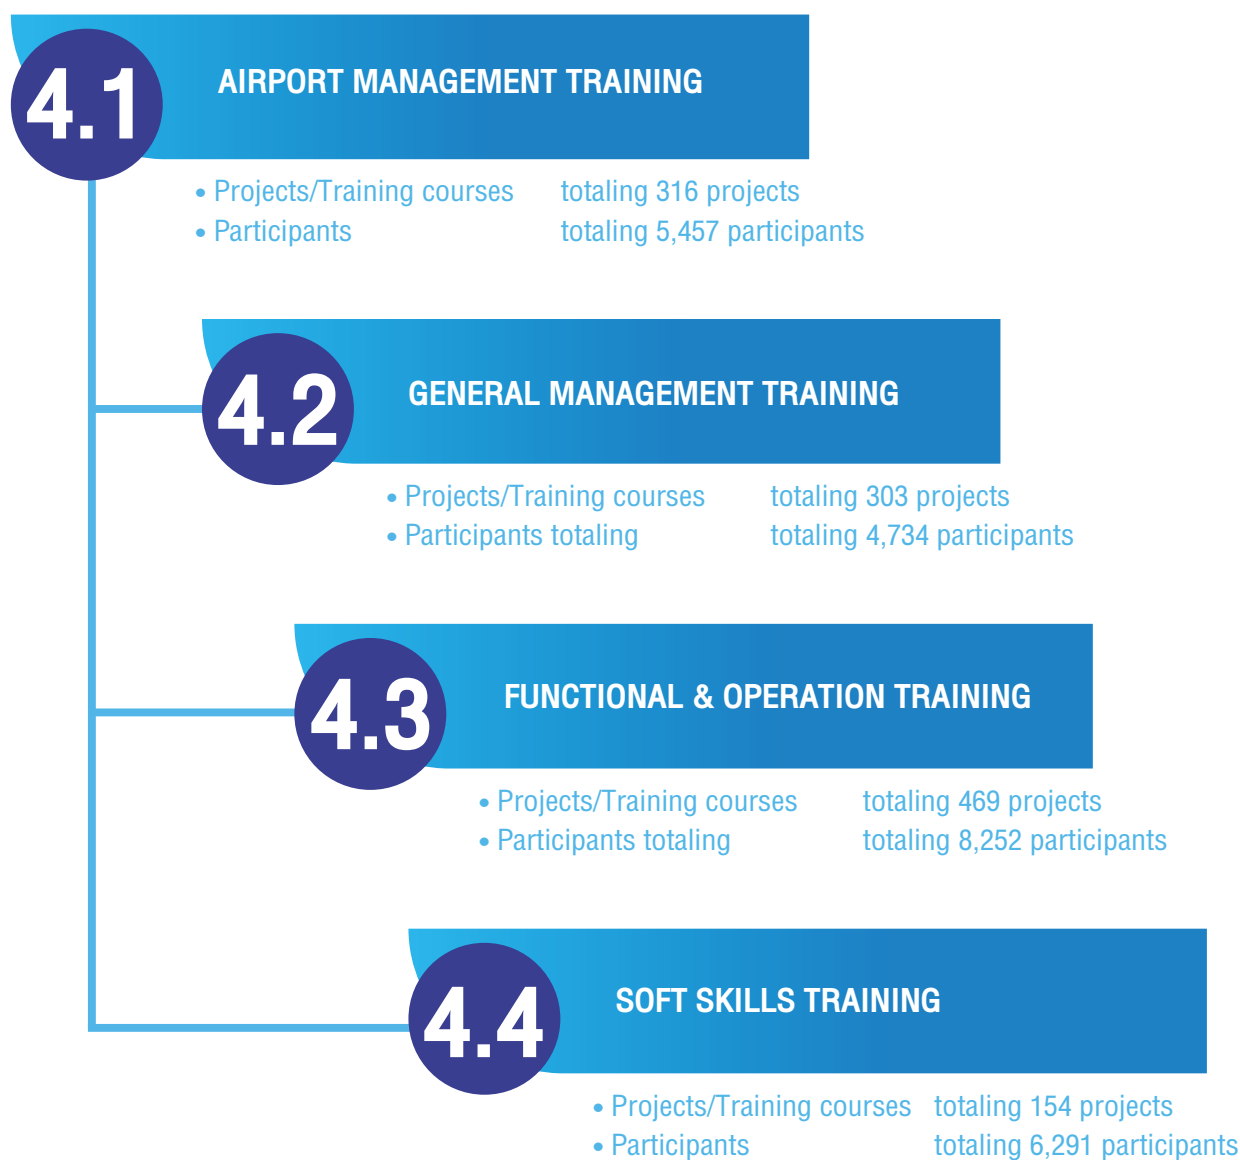 4.1
AIRPORT MANAGEMENT TRAINING
• Projects/Training courses totaling 316 projects
• Participants totaling 5,457 participants
4.2
GENERAL MANAGEMENT TRAINING
• Projects/Training courses totaling 303 projects
• Participants totaling totaling 4,734 participants
4.3
FUNCTIONAL & OPERATION TRAINING
• Projects/Training courses totaling 469 projects
• Participants totaling totaling 8,252 participants
4.4
SOFT SKILLS TRAINING
• Projects/Training courses totaling 154 projects
• Participants totaling 6,291 participants